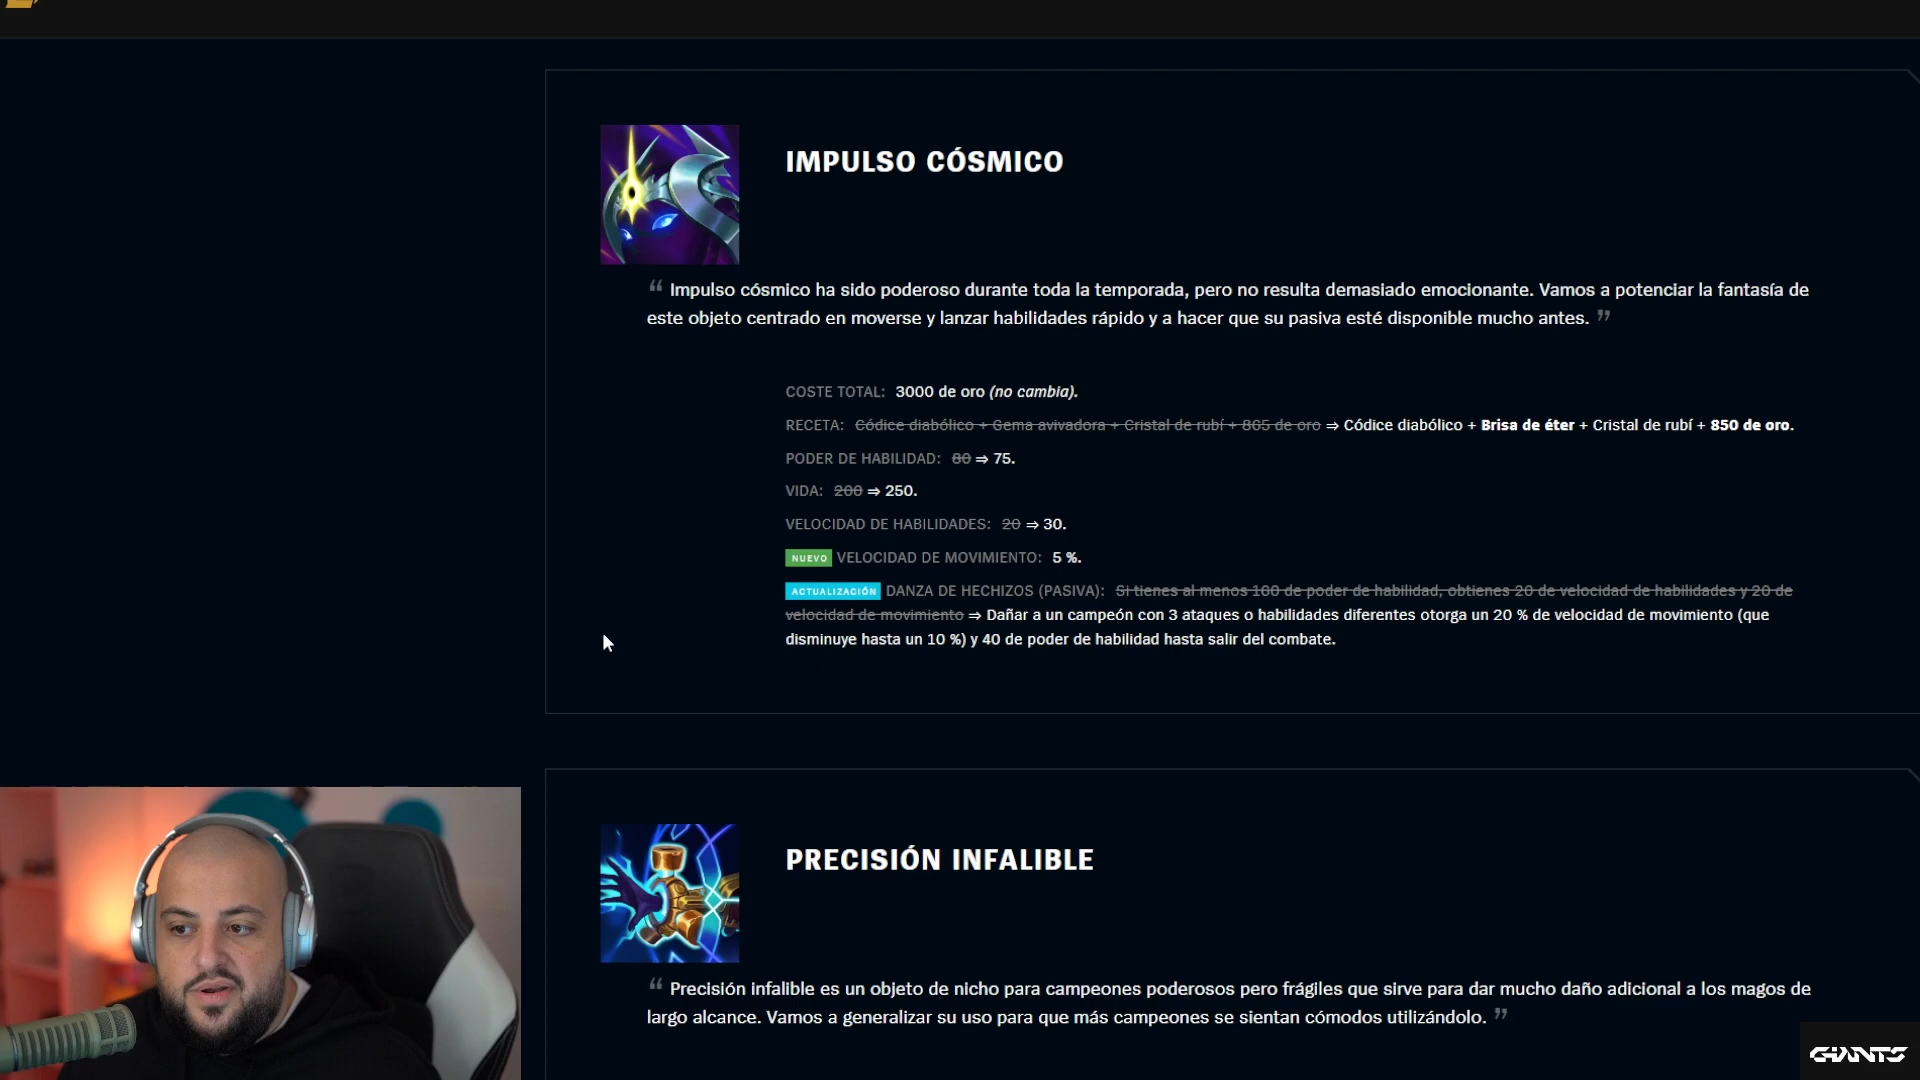 IMPULSO CÓSMICO
“ Impulso cósmico ha sido poderoso durante toda la temporada, pero no resulta demasiado emocionante. Vamos a potenciar la fantasía de
este objeto centrado en moverse y lanzar habilidades rápido y a hacer que su pasiva esté disponible mucho antes. ”
COSTE TOTAL: 3000 de oro (no cambia).
RECETA: Códice diabólico + Gema avivadora + Cristal de rubí + 865 de oro ⇒ Códice diabólico + Brisa de éter + Cristal de rubí + 850 de oro.
PODER DE HABILIDAD: 80 ⇒ 75.
VIDA: 200 ⇒ 250.
VELOCIDAD DE HABILIDADES: 20 ⇒ 30.
NUEVO VELOCIDAD DE MOVIMIENTO: 5 %.
ACTUALIZACIÓN DANZA DE HECHIZOS (PASIVA): Si tienes al menos 160 de poder de habilidad, obtienes 20 de velocidad de habilidades y 20 de
velocidad de movimiento ⇒ Dañar a un campeón con 3 ataques o habilidades diferentes otorga un 20 % de velocidad de movimiento (que
disminuye hasta un 10 %) y 40 de poder de habilidad hasta salir del combate.
PRECISIÓN INFALIBLE
“ Precisión infalible es un objeto de nicho para campeones poderosos pero frágiles que sirve para dar mucho daño adicional a los magos de
largo alcance. Vamos a generalizar su uso para que más campeones se sientan cómodos utilizándolo. ”
GIANTS